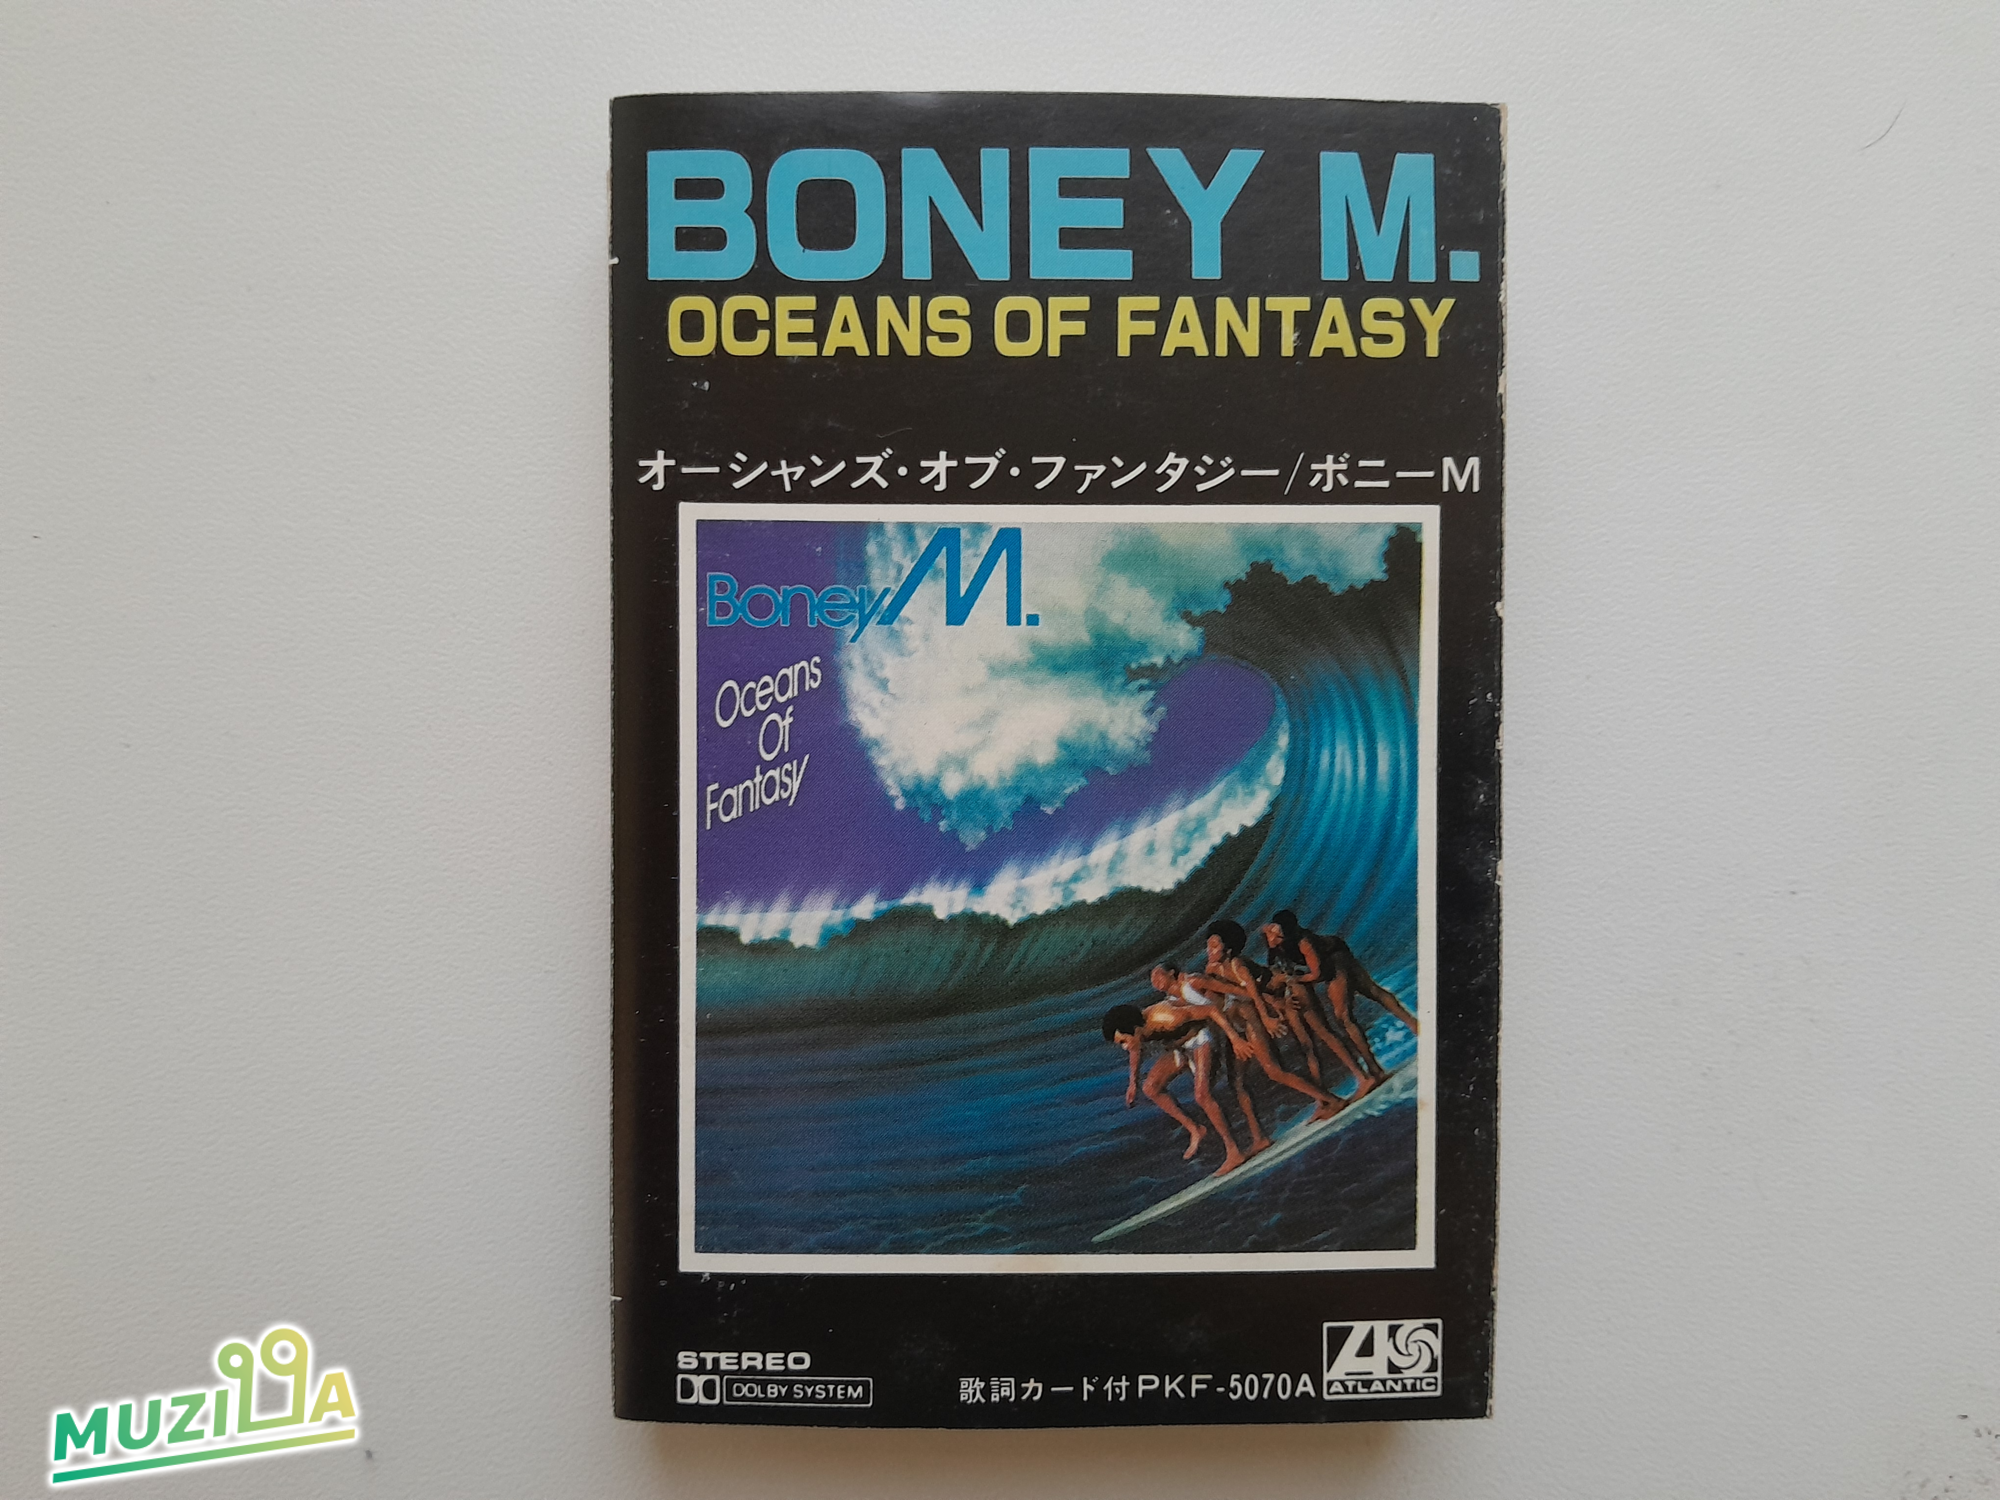 BONEY M.
OCEANS OF FANTASY
オーシャンズ・オブ・ファンタジー/ボニーM
Boney M.
Oceans
Of
Fantasy
STEREO
DOLBY SYSTEM
歌詞カード付PKF-5070A
ATLANTIC
MUZILLA